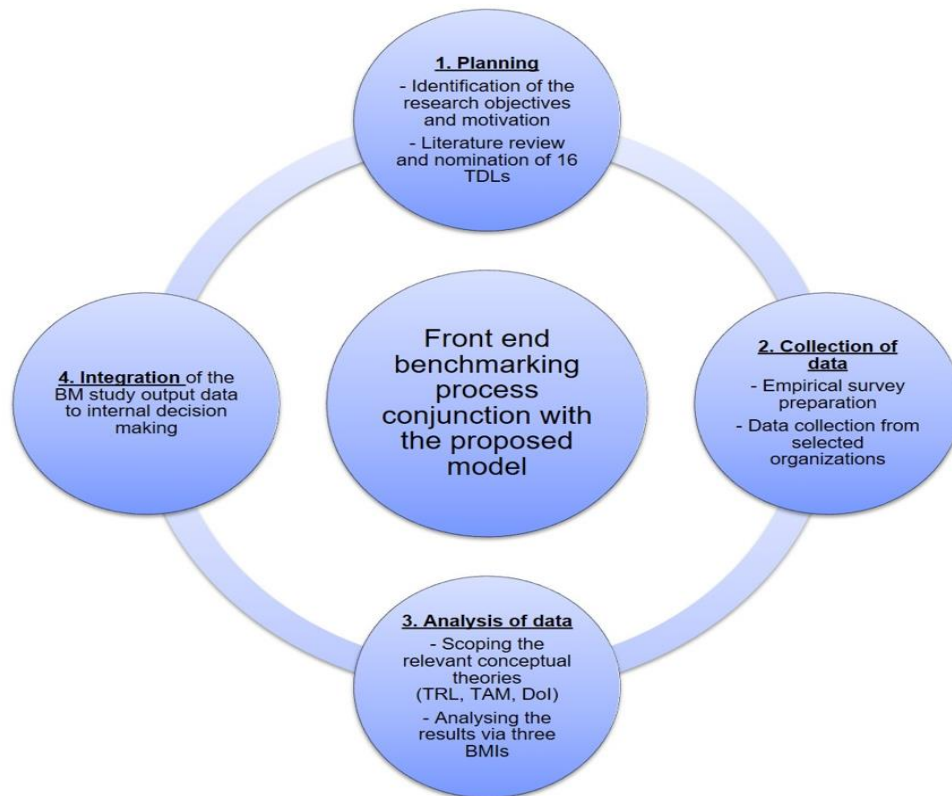 1. Planning
- Identification of the
research objectives
and motivation
- Literature review
and nomination of 16
TDLs
2. Collection of
data
- Empirical survey
preparation
- Data collection from
selected
organizations
3. Analysis of data
- Scoping the
relevant conceptual
theories
(TRL, TAM, DoI)
- Analysing the
results via three
BMIs
4. Integration of the
BM study output data
to internal decision
making
Front end
benchmarking
process
conjunction with
the proposed
model